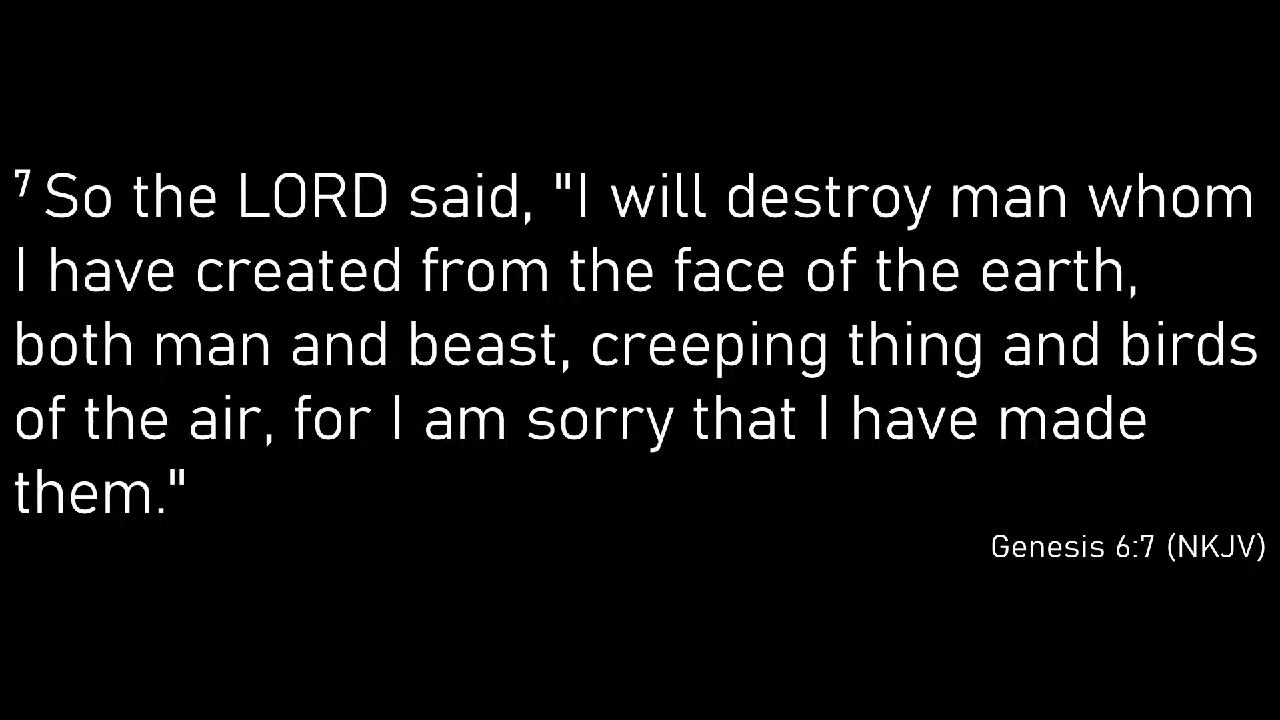 7 So the LORD said, "I will destroy man whom
I have created from the face of the earth,
both man and beast, creeping thing and birds
of the air, for I am sorry that I have made
them."
Genesis 6:7 (NKJV)